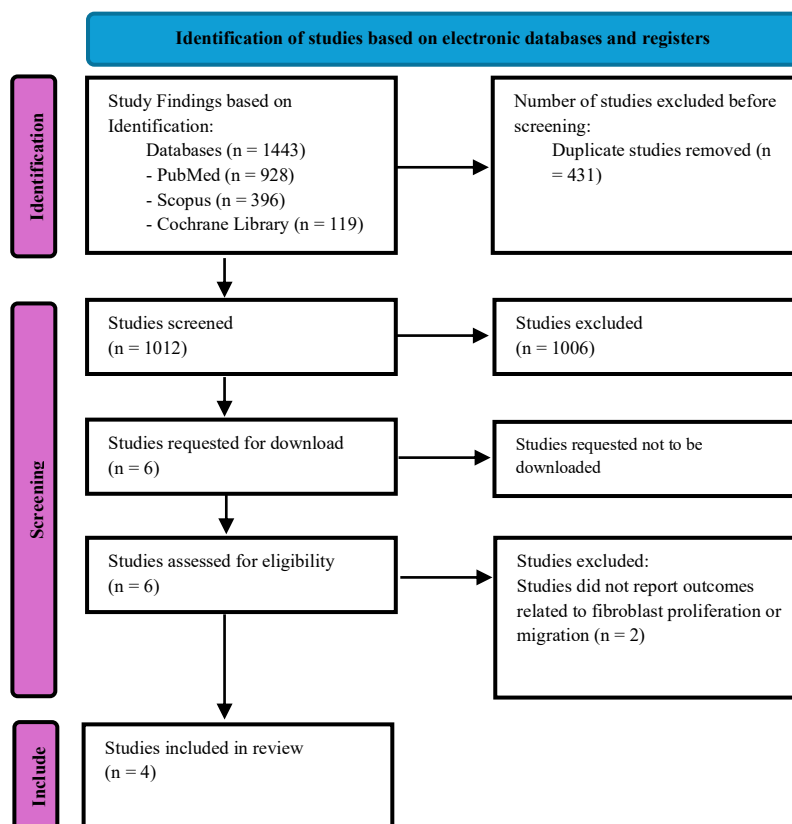 Identification of studies based on electronic databases and registers
Identification
Study Findings based on
Identification:
Databases (n = 1443)
- PubMed (n = 928)
- Scopus (n = 396)
- Cochrane Library (n = 119)
Number of studies excluded before
screening:
Duplicate studies removed (n
= 431)
Screening
Studies screened
(n = 1012)
Studies excluded
(n = 1006)
Studies requested for download
(n = 6)
Studies requested not to be
downloaded
Studies assessed for eligibility
(n = 6)
Studies excluded:
Studies did not report outcomes
related to fibroblast proliferation or
migration (n = 2)
Include
Studies included in review
(n = 4)